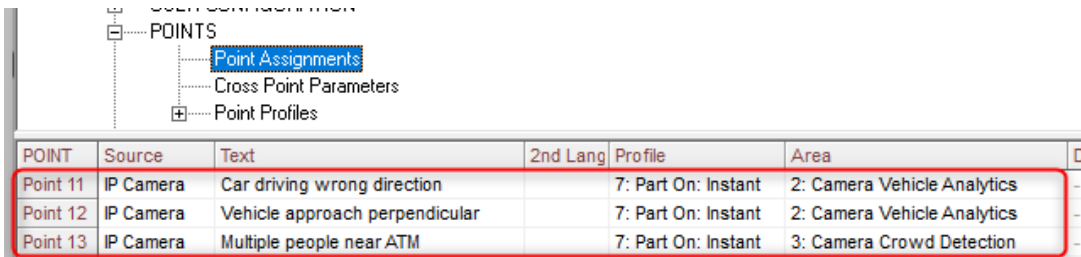 POINTS
Point Assignments
Cross Point Parameters
Point Profiles
POINT Source Text 2nd Lang Profile Area
Point 11 IP Camera Car driving wrong direction 7: Part On: Instant 2: Camera Vehicle Analytics
Point 12 IP Camera Vehicle approach perpendicular 7: Part On: Instant 2: Camera Vehicle Analytics
Point 13 IP Camera Multiple people near ATM 7: Part On: Instant 3: Camera Crowd Detection